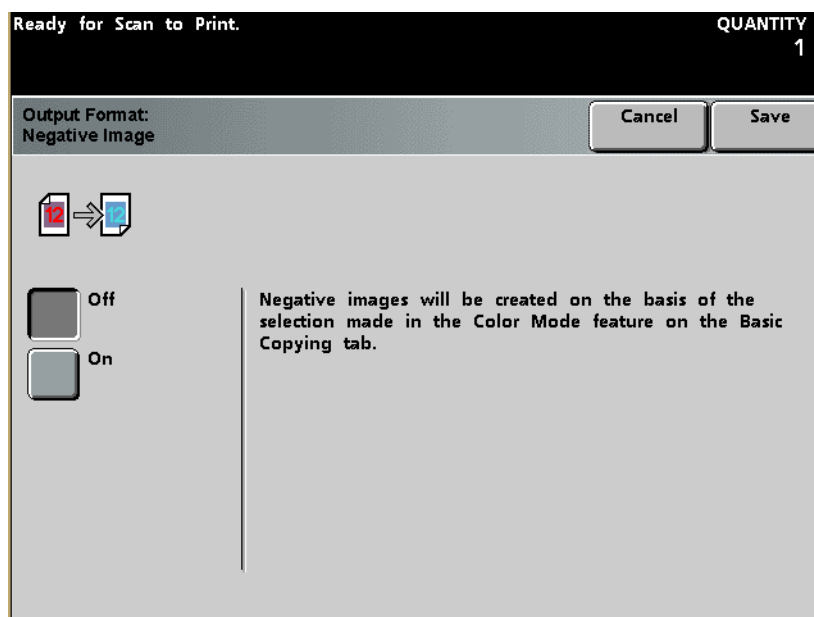 Ready for Scan to Print.
QUANTITY
1
Output Format:
Negative Image
Cancel
Save
12
12
Off
On
Negative images will be created on the basis of the
selection made in the Color Mode feature on the Basic
Copying tab.